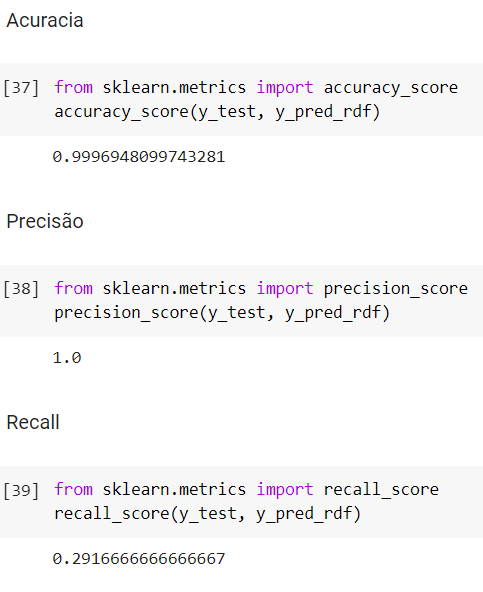 Acuracia
[37] from sklearn.metrics import accuracy_score
accuracy_score(y_test, y_pred_rdf)
0.9996948099743281
Precisão
[38] from sklearn.metrics import precision_score
precision_score(y_test, y_pred_rdf)
1.0
Recall
[39] from sklearn.metrics import recall_score
recall_score(y_test, y_pred_rdf)
0.2916666666666667